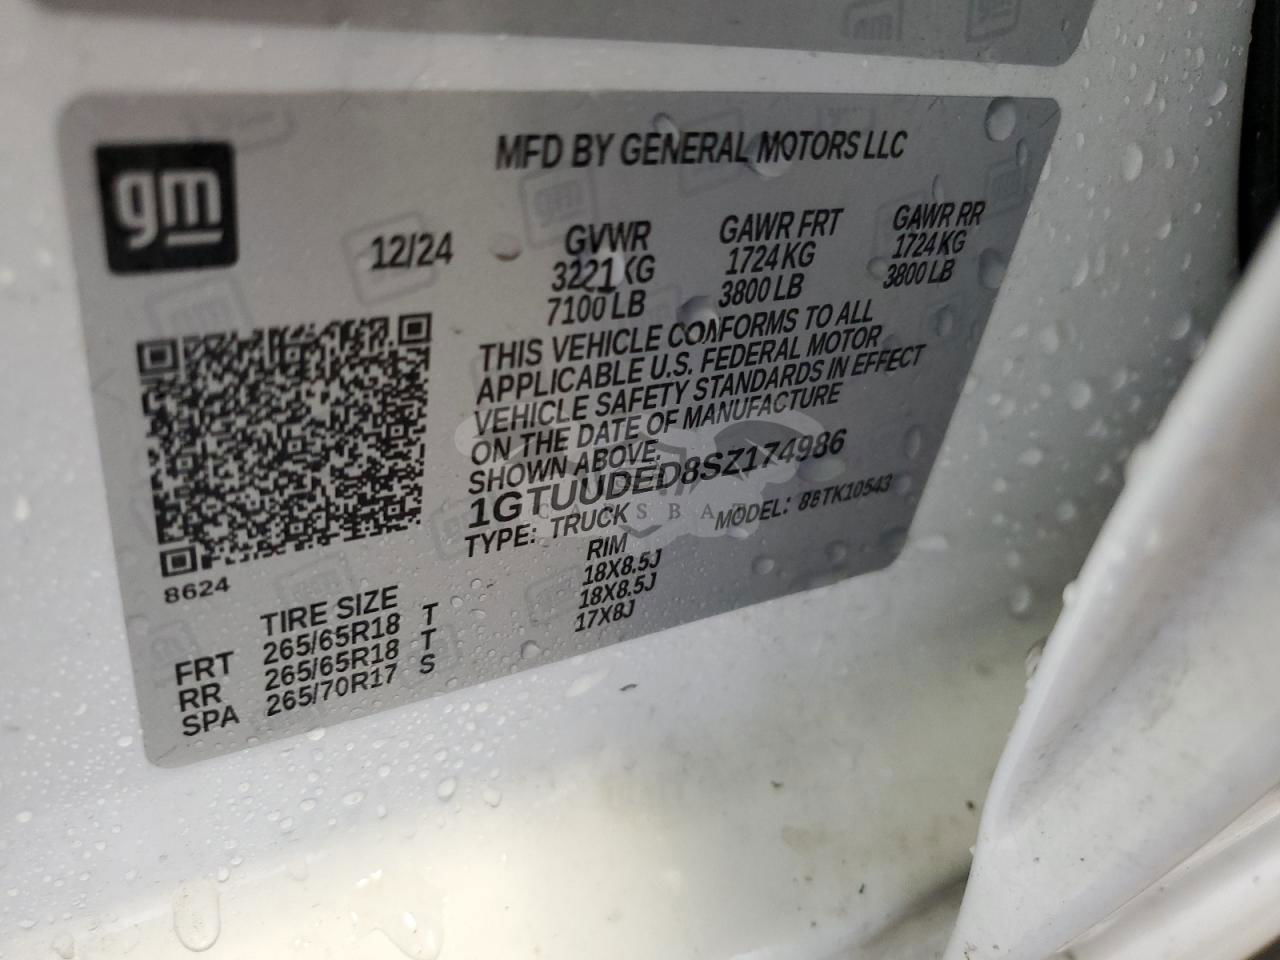 gm
MFD BY GENERAL MOTORS LLC
12/24
GVWR
3221 KG
7100 LB
GAWR FRT
1724 KG
3800 LB
GAWR RR
1724 KG
3800 LB
THIS VEHICLE CONFORMS TO ALL
APPLICABLE U.S. FEDERAL MOTOR
VEHICLE SAFETY STANDARDS IN EFFECT
ON THE DATE OF MANUFACTURE
SHOWN ABOVE.
1GTUUDED8SZ174986
TYPE: TRUCK MODEL: 88TK10543
8624
TIRE SIZE RIM
FRT 265/65R18 T 18X8.5J
RR 265/65R18 T 18X8.5J
SPA 265/70R17 S 17X8J